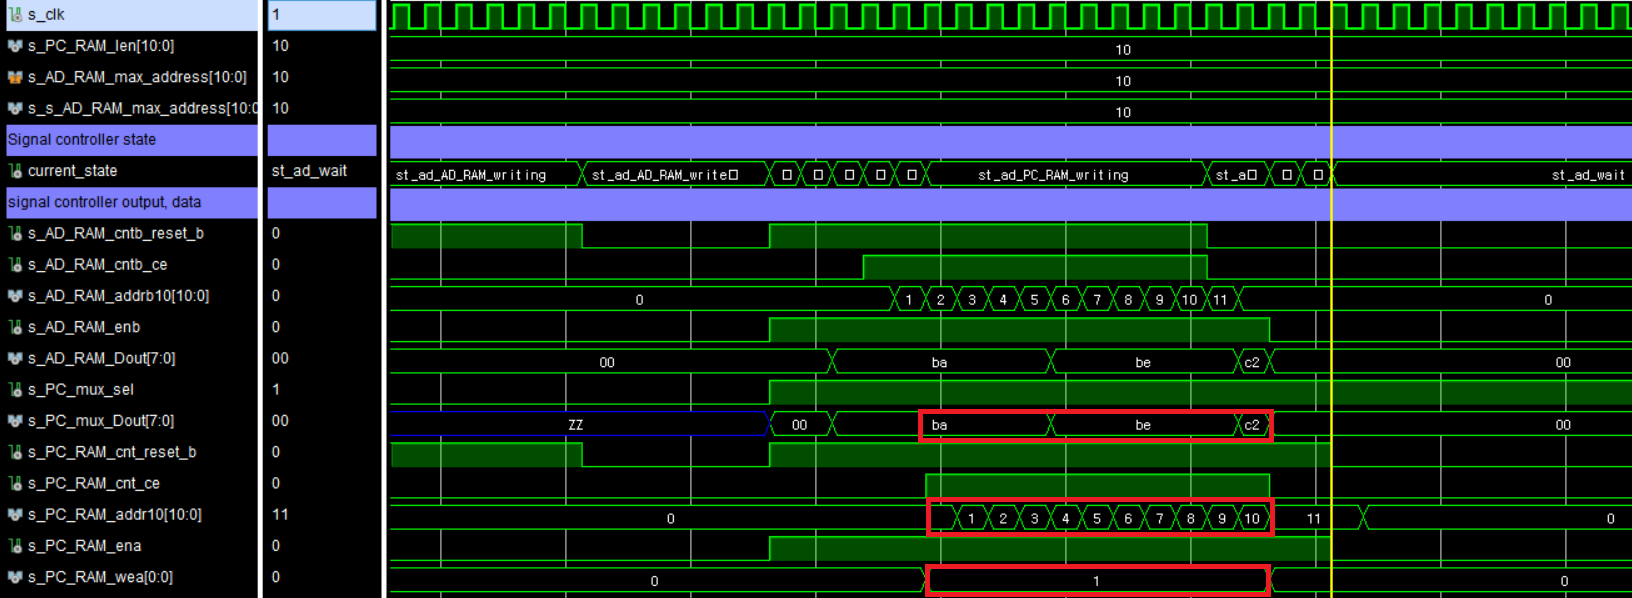 s_clk 1
s_PC_RAM_len[10:0] 10 10
s_AD_RAM_max_address[10:0] 10 10
s_s_AD_RAM_max_address[10:0 10 10
Signal controller state
current_state st_ad_wait st_ad_AD_RAM_writing st_ad_AD_RAM_write□ □ □ □ □ □ st_ad_PC_RAM_writing st_a□ □ □ st_ad_wait
signal controller output, data
s_AD_RAM_cntb_reset_b 0
s_AD_RAM_cntb_ce 0
s_AD_RAM_addrb10[10:0] 0 0 1 2 3 4 5 6 7 8 9 10 11 0
s_AD_RAM_enb 0
s_AD_RAM_Dout[7:0] 00 00 ba be c2 00
s_PC_mux_sel 1
s_PC_mux_Dout[7:0] 00 ZZ 00 ba be c2 00
s_PC_RAM_cnt_reset_b 0
s_PC_RAM_cnt_ce 0
s_PC_RAM_addr10[10:0] 11 0 1 2 3 4 5 6 7 8 9 10 11 0
s_PC_RAM_ena 0
s_PC_RAM_wea[0:0] 0 0 1 0